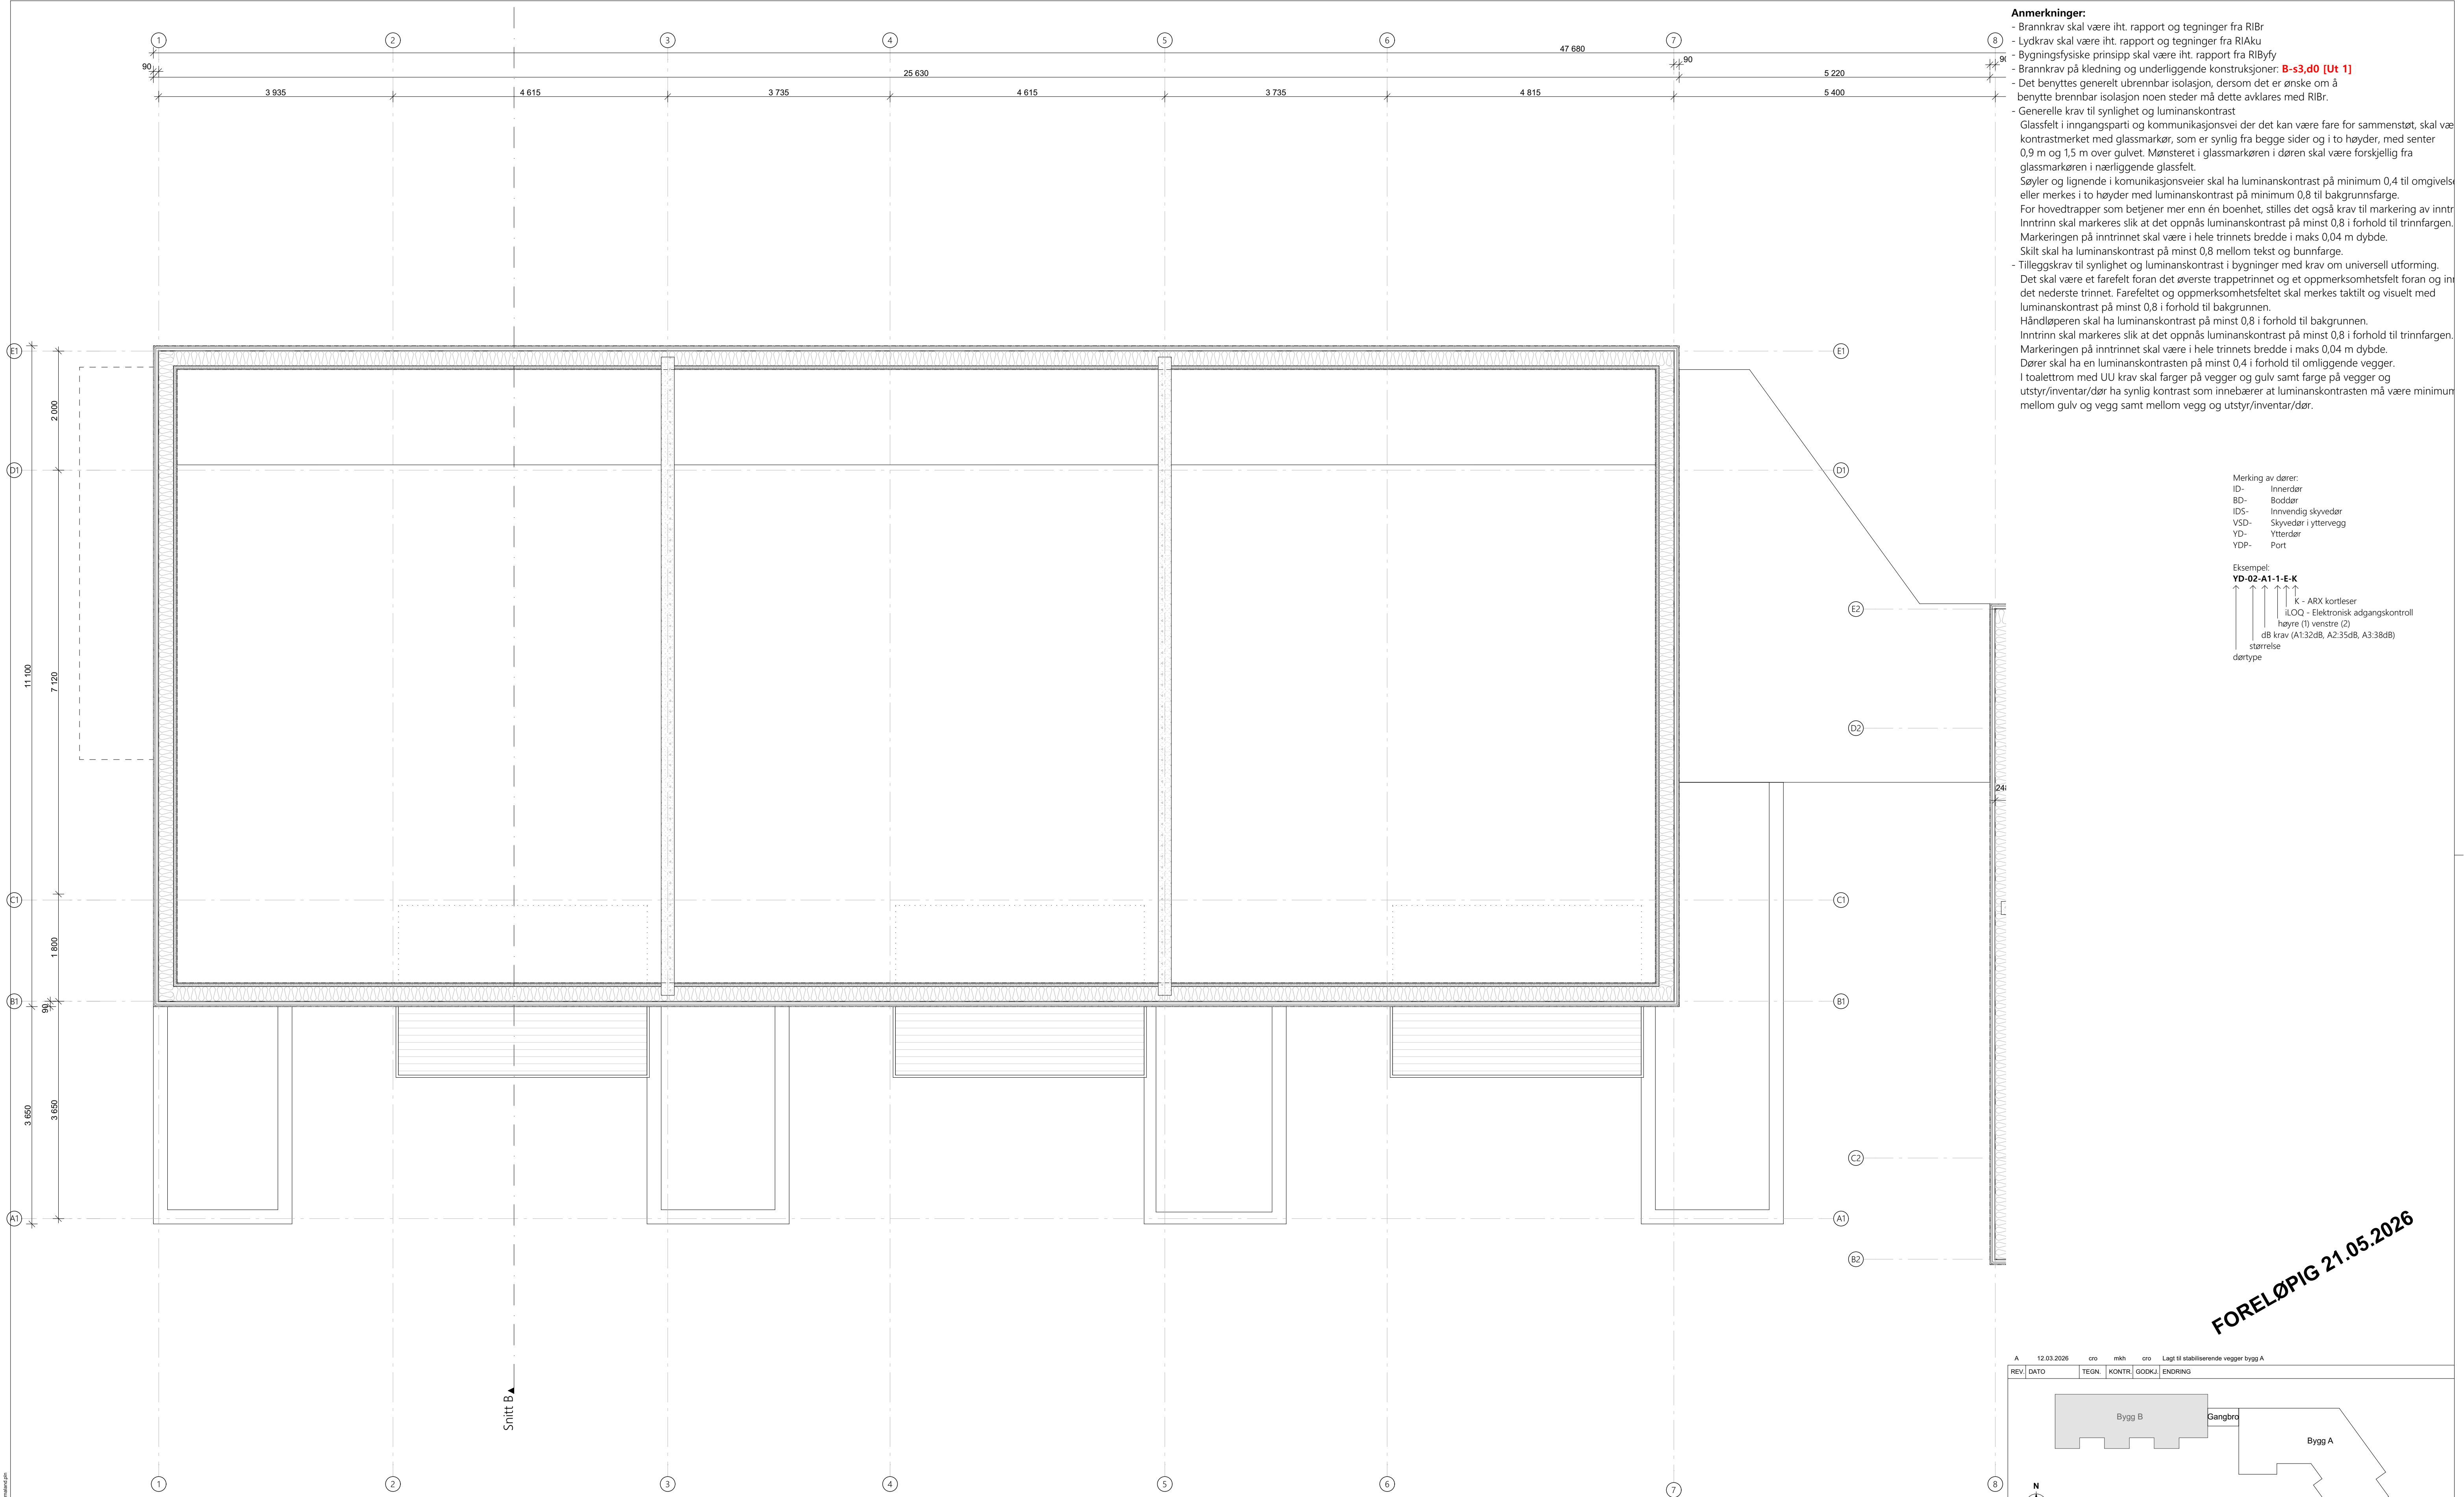 Anmerkninger:
- Brannkrav skal være iht. rapport og tegninger fra RIBr
- Lydkrav skal være iht. rapport og tegninger fra RIAku
- Bygningsfysiske prinsipp skal være iht. rapport fra RIByfy
- Brannkrav på kledning og underliggende konstruksjoner: B-s3,d0 [Ut 1]
- Det benyttes generelt ubrennbar isolasjon, dersom det er ønske om å
benytte brennbar isolasjon noen steder må dette avklares med RIBr.
- Generelle krav til synlighet og luminanskontrast
Glassfelt i inngangsparti og kommunikasjonsvei der det kan være fare for sammenstøt, skal væ
kontrastmerket med glassmarkør, som er synlig fra begge sider og i to høyder, med senter
0,9 m og 1,5 m over gulvet. Mønsteret i glassmarkøren i døren skal være forskjellig fra
glassmarkøren i nærliggende glassfelt.
Søyler og lignende i komunikasjonsveier skal ha luminanskontrast på minimum 0,4 til omgivelse
eller merkes i to høyder med luminanskontrast på minimum 0,8 til bakgrunnsfarge.
For hovedtrapper som betjener mer enn én boenhet, stilles det også krav til markering av inntr
Inntrinn skal markeres slik at det oppnås luminanskontrast på minst 0,8 i forhold til trinnfargen.
Markeringen på inntrinnet skal være i hele trinnets bredde i maks 0,04 m dybde.
Skilt skal ha luminanskontrast på minst 0,8 mellom tekst og bunnfarge.
- Tilleggskrav til synlighet og luminanskontrast i bygninger med krav om universell utforming.
Det skal være et farefelt foran det øverste trappetrinnet og et oppmerksomhetsfelt foran og inn
det nederste trinnet. Farefeltet og oppmerksomhetsfeltet skal merkes taktilt og visuelt med
luminanskontrast på minst 0,8 i forhold til bakgrunnen.
Håndløperen skal ha luminanskontrast på minst 0,8 i forhold til bakgrunnen.
Inntrinn skal markeres slik at det oppnås luminanskontrast på minst 0,8 i forhold til trinnfargen.
Markeringen på inntrinnet skal være i hele trinnets bredde i maks 0,04 m dybde.
Dører skal ha en luminanskontrasten på minst 0,4 i forhold til omliggende vegger.
I toalettrom med UU krav skal farger på vegger og gulv samt farge på vegger og
utstyr/inventar/dør ha synlig kontrast som innebærer at luminanskontrasten må være minimum
mellom gulv og vegg samt mellom vegg og utstyr/inventar/dør.
1 2 3 4 5 6 7 8
47 680
90 25 630 90 5 220 90
3 935 4 615 3 735 4 615 3 735 4 815 5 400
E1 E1
2 000
D1 D1
Merking av dører:
ID- Innerdør
BD- Boddør
IDS- Innvendig skyvedør
VSD- Skyvedør i yttervegg
YD- Ytterdør
YDP- Port
Eksempel:
YD-02-A1-1-E-K
K - ARX kortleser
iLOQ - Elektronisk adgangskontroll
høyre (1) venstre (2)
dB krav (A1:32dB, A2:35dB, A3:38dB)
størrelse
dørtype
E2
11 100 7 120
D2
248
C1 C1
1 800
B1 90 B1
3 650 3 650
C2
A1 A1
B2
FORELØPIG 21.05.2026
A 12.03.2026 cro mkh cro Lagt til stabiliserende vegger bygg A
REV. DATO TEGN. KONTR. GODKJ. ENDRING
Snitt B
Bygg B Gangbro
Bygg A
N
1 2 3 4 5 6 7 8